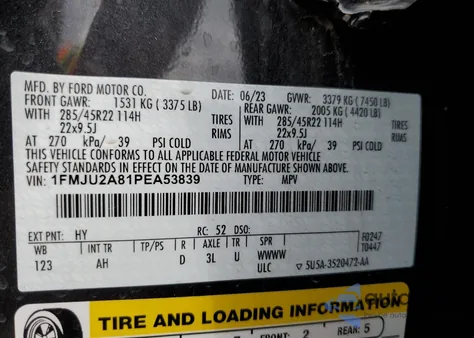 MFD. BY FORD MOTOR CO.
DATE: 06/23 GVWR: 3379 KG (7450 LB)
FRONT GAWR: 1531 KG (3375 LB) REAR GAWR: 2005 KG (4420 LB)
WITH 285/45R22 114H TIRES WITH 285/45R22 114H TIRES
22x9.5J RIMS 22x9.5J RIMS
AT 270 kPa/ 39 PSI COLD AT 270 kPa/ 39 PSI COLD
THIS VEHICLE CONFORMS TO ALL APPLICABLE FEDERAL MOTOR VEHICLE
SAFETY STANDARDS IN EFFECT ON THE DATE OF MANUFACTURE SHOWN ABOVE.
VIN: 1FMJU2A81PEA53839 TYPE: MPV
EXT PNT: HY RC: 52 DSO: F0247
WB INT TR TP/PS R AXLE TR SPR T0447
123 AH D 3L U WWWW
ULC ▽ 5U5A-3520472-AA
TIRE AND LOADING INFORMATION
FRONT: 2 REAR: 5